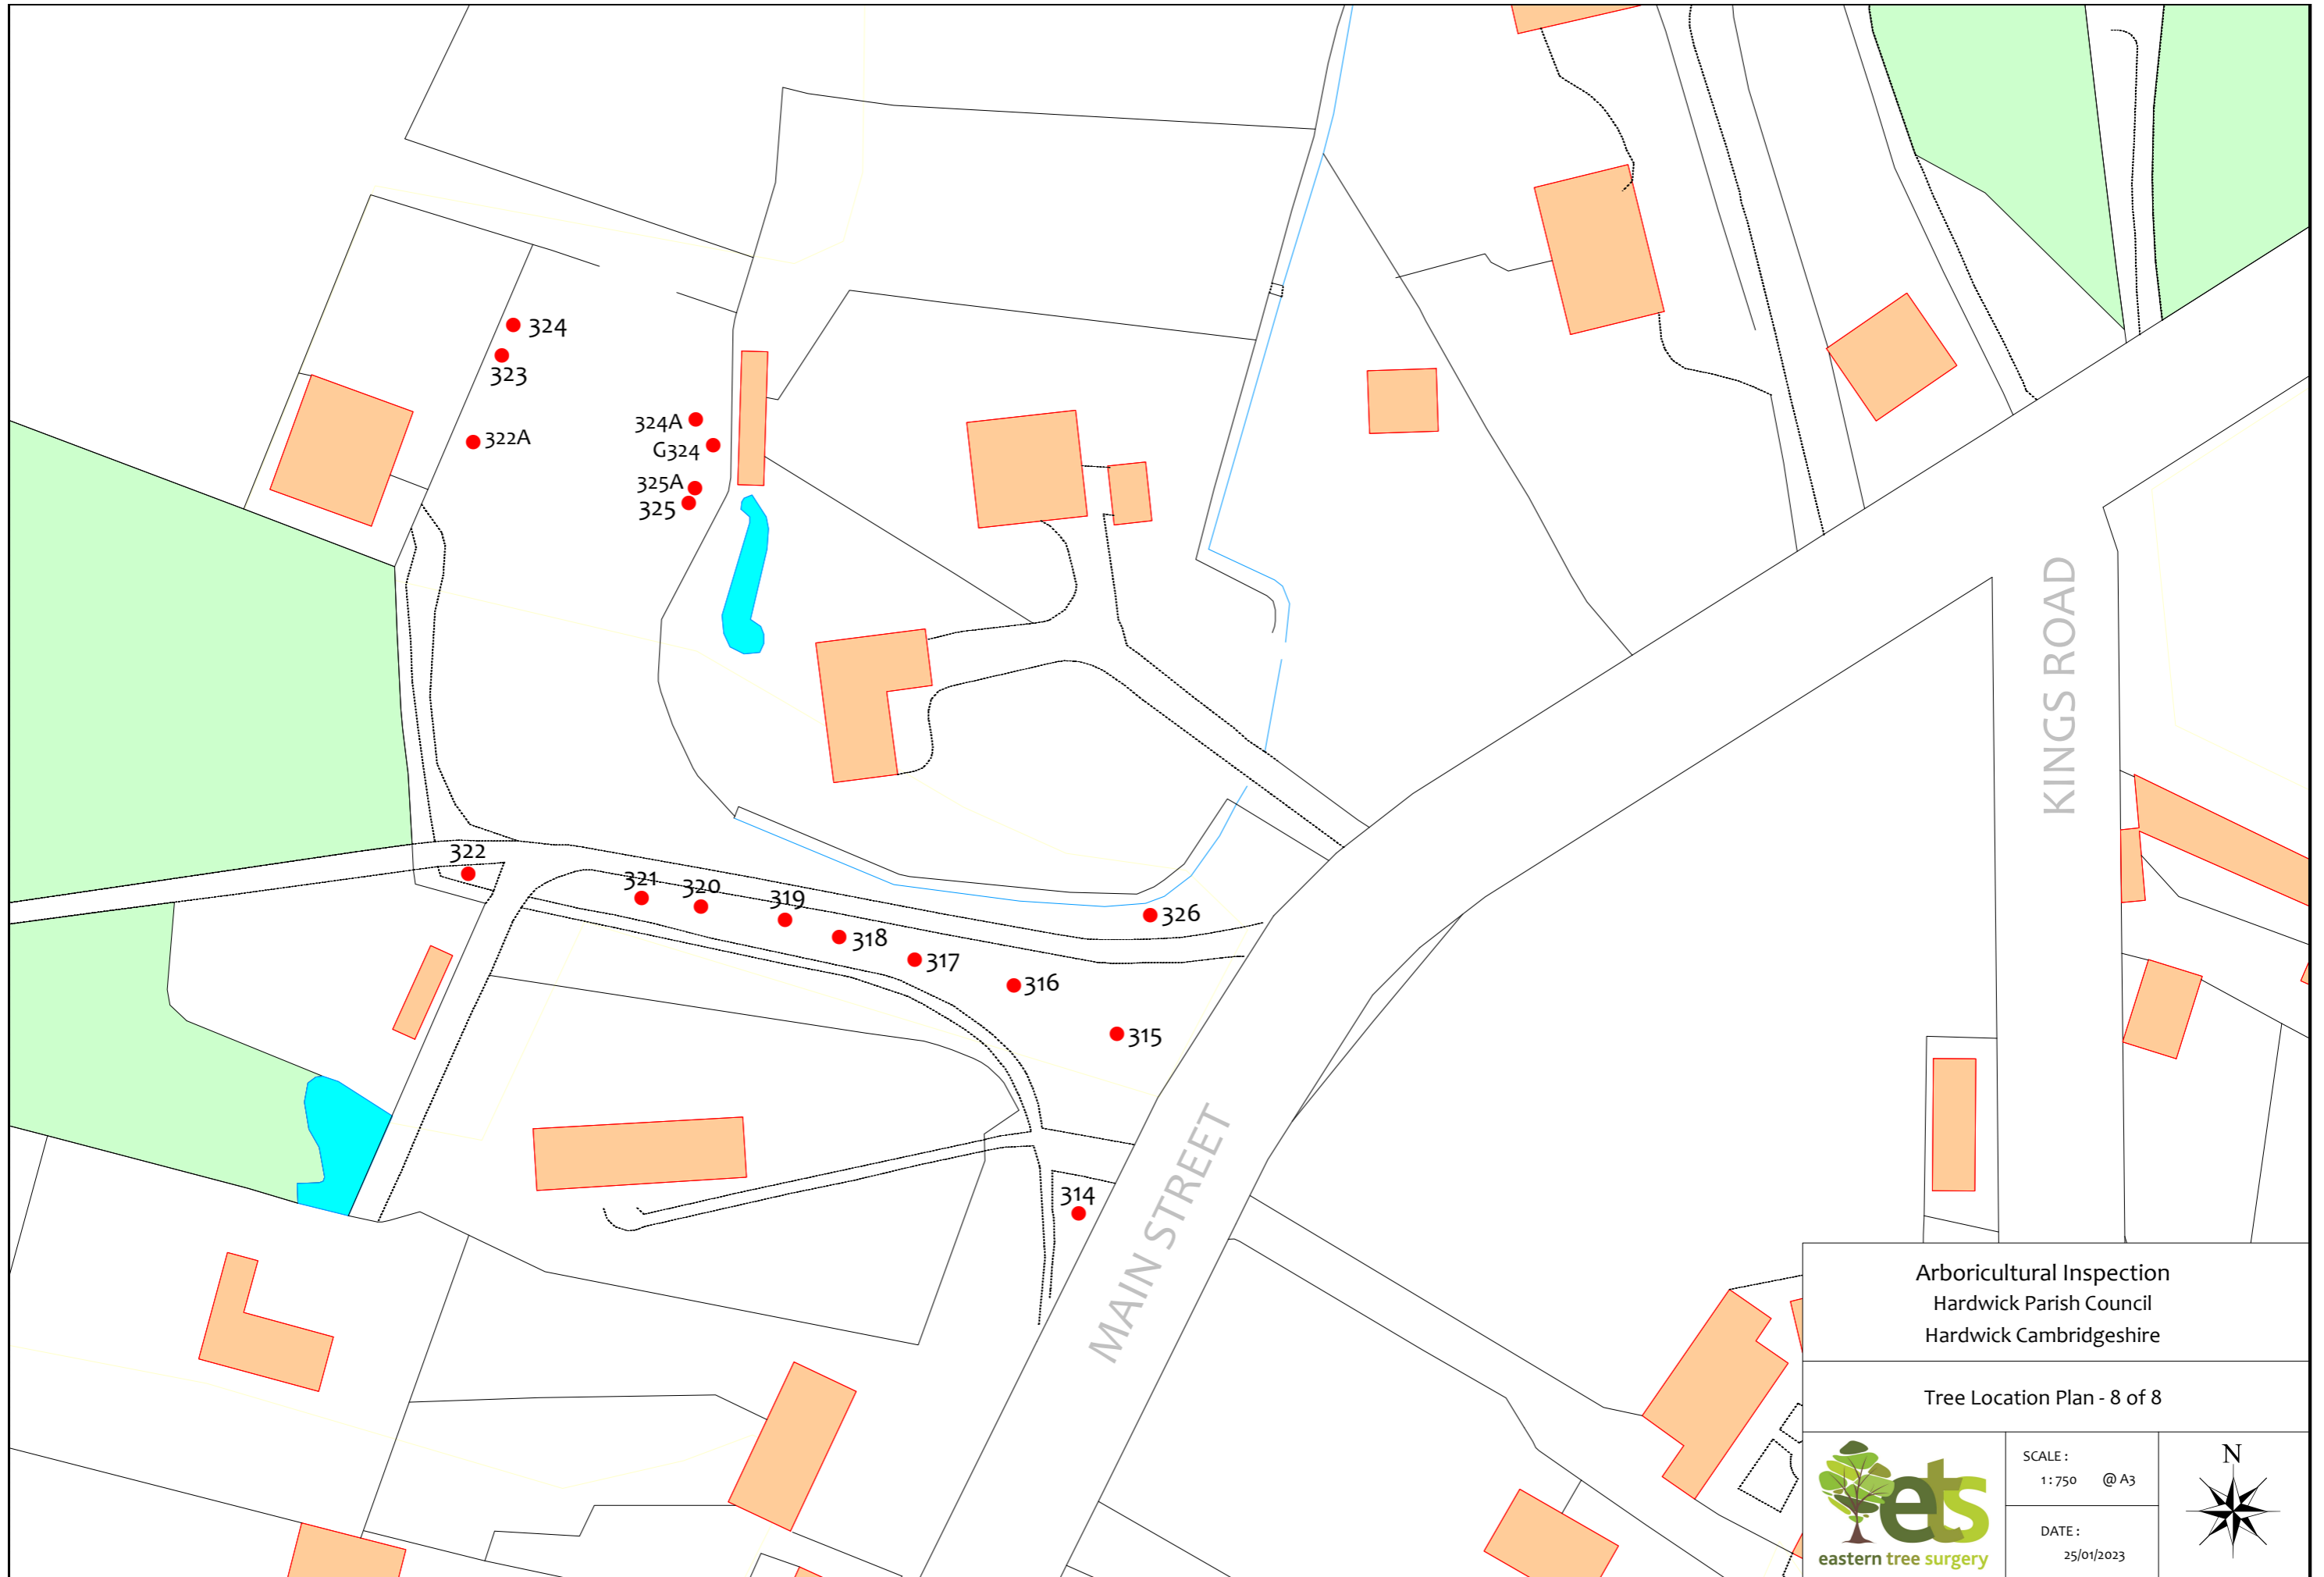 324
323
322A
324A
G324
325A
325
322
321
320
319
318
317
316
315
326
314
MAIN STREET
KINGS ROAD
Arboricultural Inspection
Hardwick Parish Council
Hardwick Cambridgeshire
Tree Location Plan - 8 of 8
ets
eastern tree surgery
SCALE :
1 : 750 @ A3
DATE :
25/01/2023
N